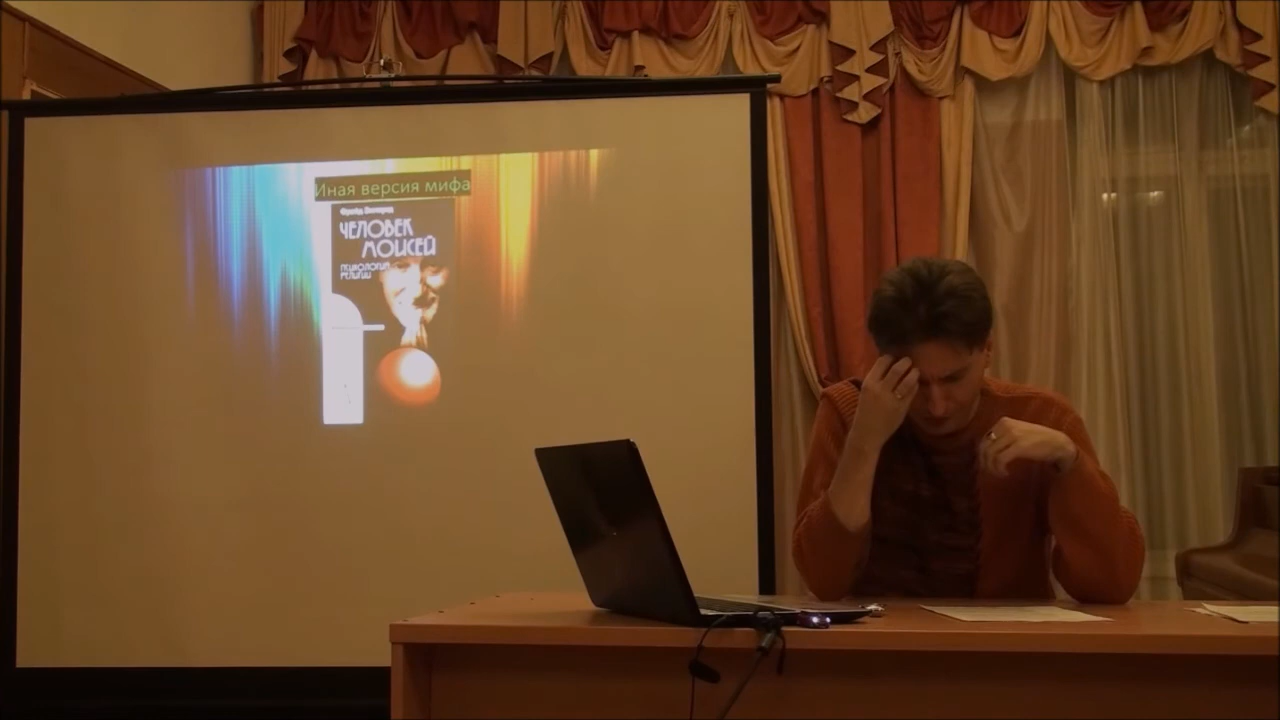 Иная версия мифа
Фрейд Зигмунд
ЧЕЛОВЕК
МОИСЕЙ
ПСИХОЛОГИЯ
РЕЛИГИИ